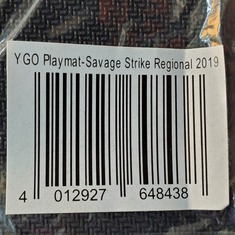 YGO Playmat-Savage Strike Regional 2019
4 012927 648438